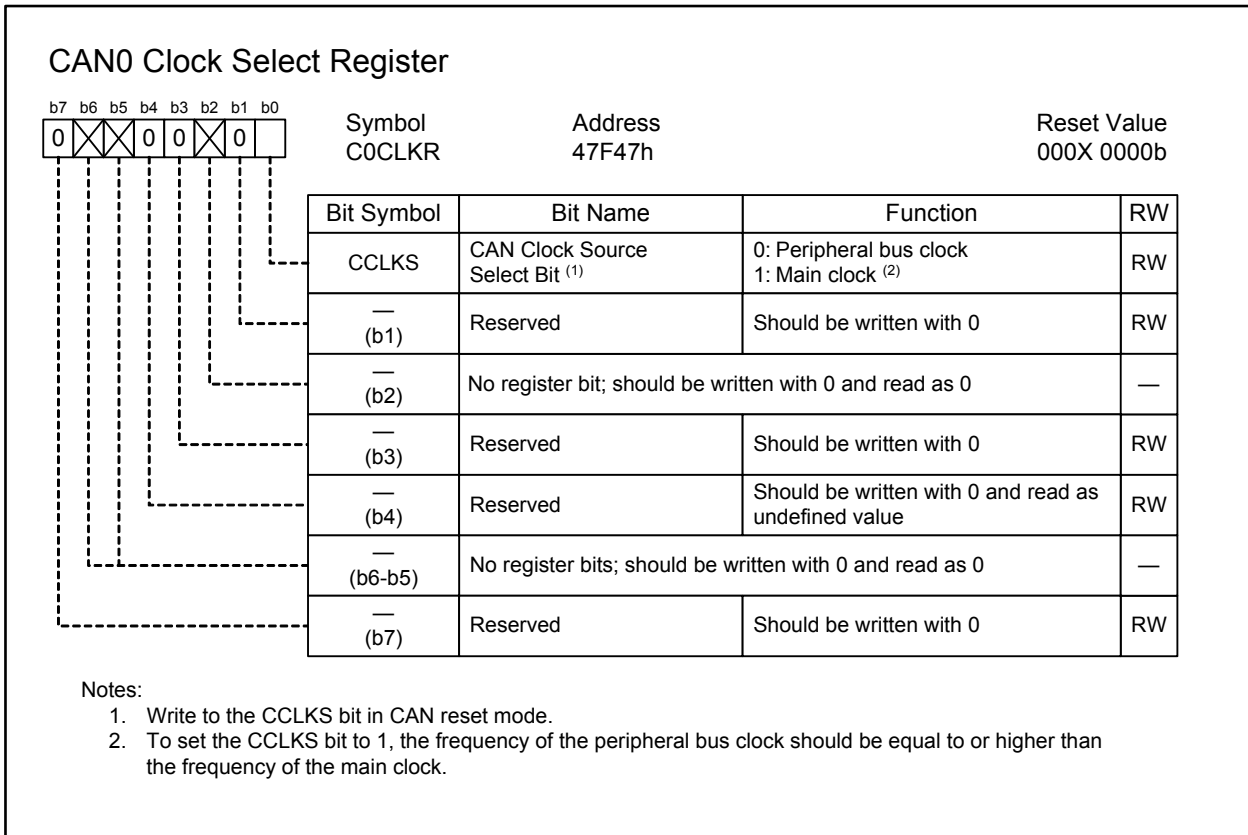 CAN0 Clock Select Register
b7 b6 b5 b4 b3 b2 b1 b0
0 0 0 0
Symbol Address Reset Value
C0CLKR 47F47h 000X 0000b
Bit Symbol Bit Name Function RW
CCLKS CAN Clock Source Select Bit (1) 0: Peripheral bus clock 1: Main clock (2) RW
— (b1) Reserved Should be written with 0 RW
— (b2) No register bit; should be written with 0 and read as 0 —
— (b3) Reserved Should be written with 0 RW
— (b4) Reserved Should be written with 0 and read as undefined value RW
— (b6-b5) No register bits; should be written with 0 and read as 0 —
— (b7) Reserved Should be written with 0 RW
Notes:
1. Write to the CCLKS bit in CAN reset mode.
2. To set the CCLKS bit to 1, the frequency of the peripheral bus clock should be equal to or higher than
the frequency of the main clock.